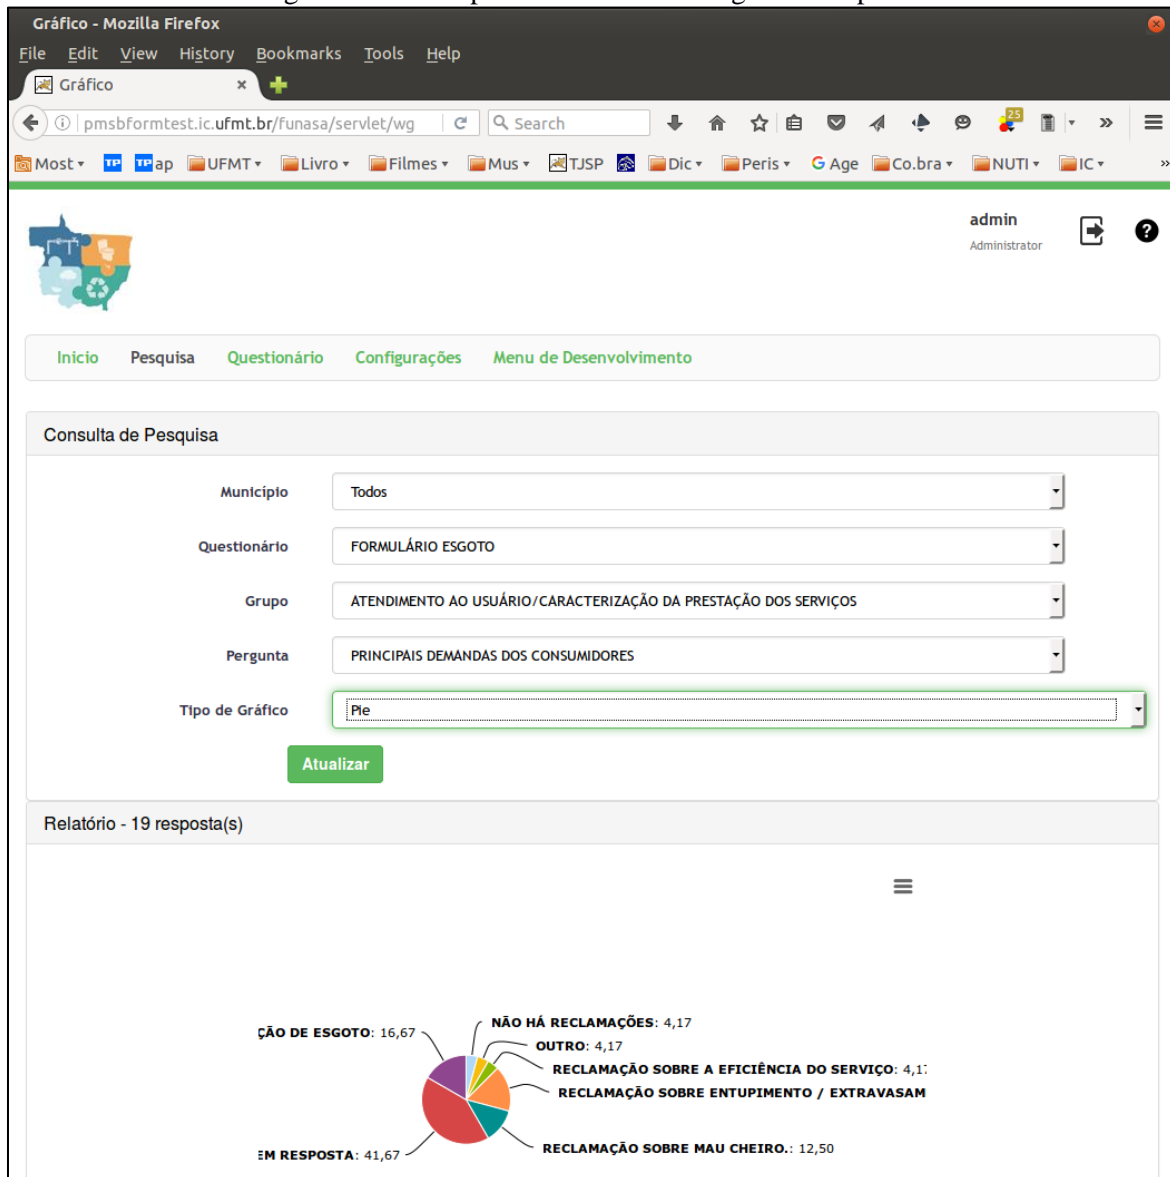 Gráfico - Mozilla Firefox
File Edit View History Bookmarks Tools Help
Gráfico
pmsbformtest.ic.ufmt.br/funasa/servlet/wg Search 25
Most TP TP ap UFMT Livro Filmes Mus TJSP Dic Peris G Age Co.bra NUTI IC »
admin
Administrator
Inicio Pesquisa Questionário Configurações Menu de Desenvolvimento
Consulta de Pesquisa
Município Todos
Questionário FORMULÁRIO ESGOTO
Grupo ATENDIMENTO AO USUÁRIO/CARACTERIZAÇÃO DA PRESTAÇÃO DOS SERVIÇOS
Pergunta PRINCIPAIS DEMANDAS DOS CONSUMIDORES
Tipo de Gráfico Pie
Atualizar
Relatório - 19 resposta(s)
NÃO HÁ RECLAMAÇÕES: 4,17
ÇÃO DE ESGOTO: 16,67
OUTRO: 4,17
RECLAMAÇÃO SOBRE A EFICIÊNCIA DO SERVIÇO: 4,1
RECLAMAÇÃO SOBRE ENTUPIMENTO / EXTRAVASAM
RECLAMAÇÃO SOBRE MAU CHEIRO.: 12,50
EM RESPOSTA: 41,67